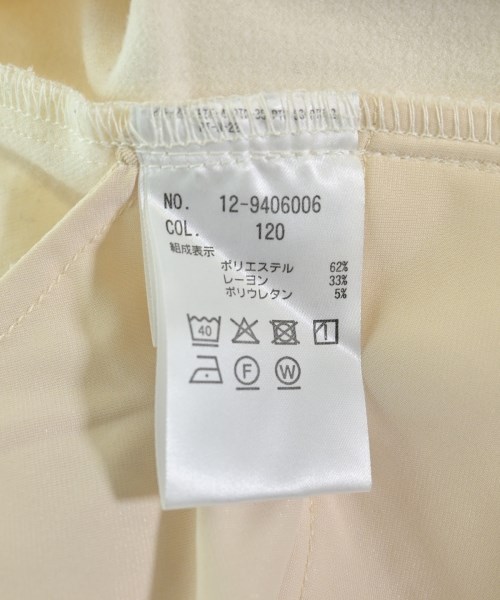 NO. 12-9406006
COL. 120
組成表示
ポリエステル 62%
レーヨン 33%
ポリウレタン 5%
40
F W